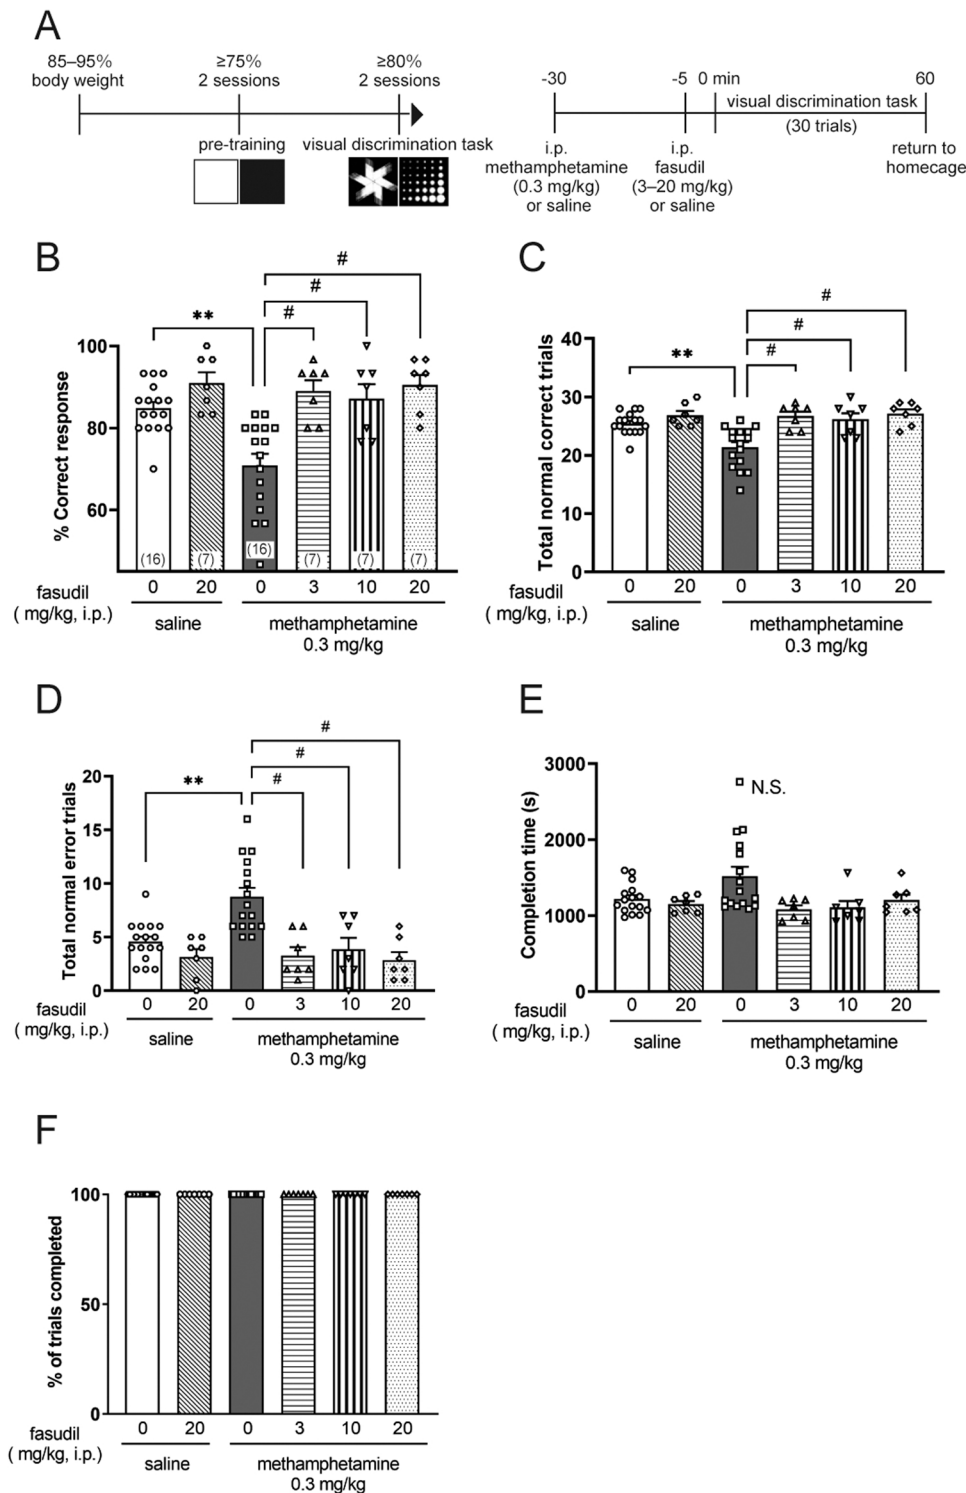 A
85–95%
body weight
≥75%
2 sessions
≥80%
2 sessions
pre-training
visual discrimination task
-30
-5
0 min
60
visual discrimination task
(30 trials)
i.p.
methamphetamine
(0.3 mg/kg)
or saline
i.p.
fasudil
(3–20 mg/kg)
or saline
return to
homecage
B
% Correct response
100
80
60
**
#
#
#
(16)
(7)
(16)
(7)
(7)
(7)
fasudil
( mg/kg, i.p.)
0 20 0 3 10 20
saline
methamphetamine
0.3 mg/kg
C
Total normal correct trials
40
30
20
10
0
**
#
#
#
fasudil
( mg/kg, i.p.)
0 20 0 3 10 20
saline
methamphetamine
0.3 mg/kg
D
Total normal error trials
20
15
10
5
0
**
#
#
#
fasudil
( mg/kg, i.p.)
0 20 0 3 10 20
saline
methamphetamine
0.3 mg/kg
E
Completion time (s)
3000
2000
1000
0
N.S.
fasudil
( mg/kg, i.p.)
0 20 0 3 10 20
saline
methamphetamine
0.3 mg/kg
F
% of trials completed
100
50
0
fasudil
( mg/kg, i.p.)
0 20 0 3 10 20
saline
methamphetamine
0.3 mg/kg